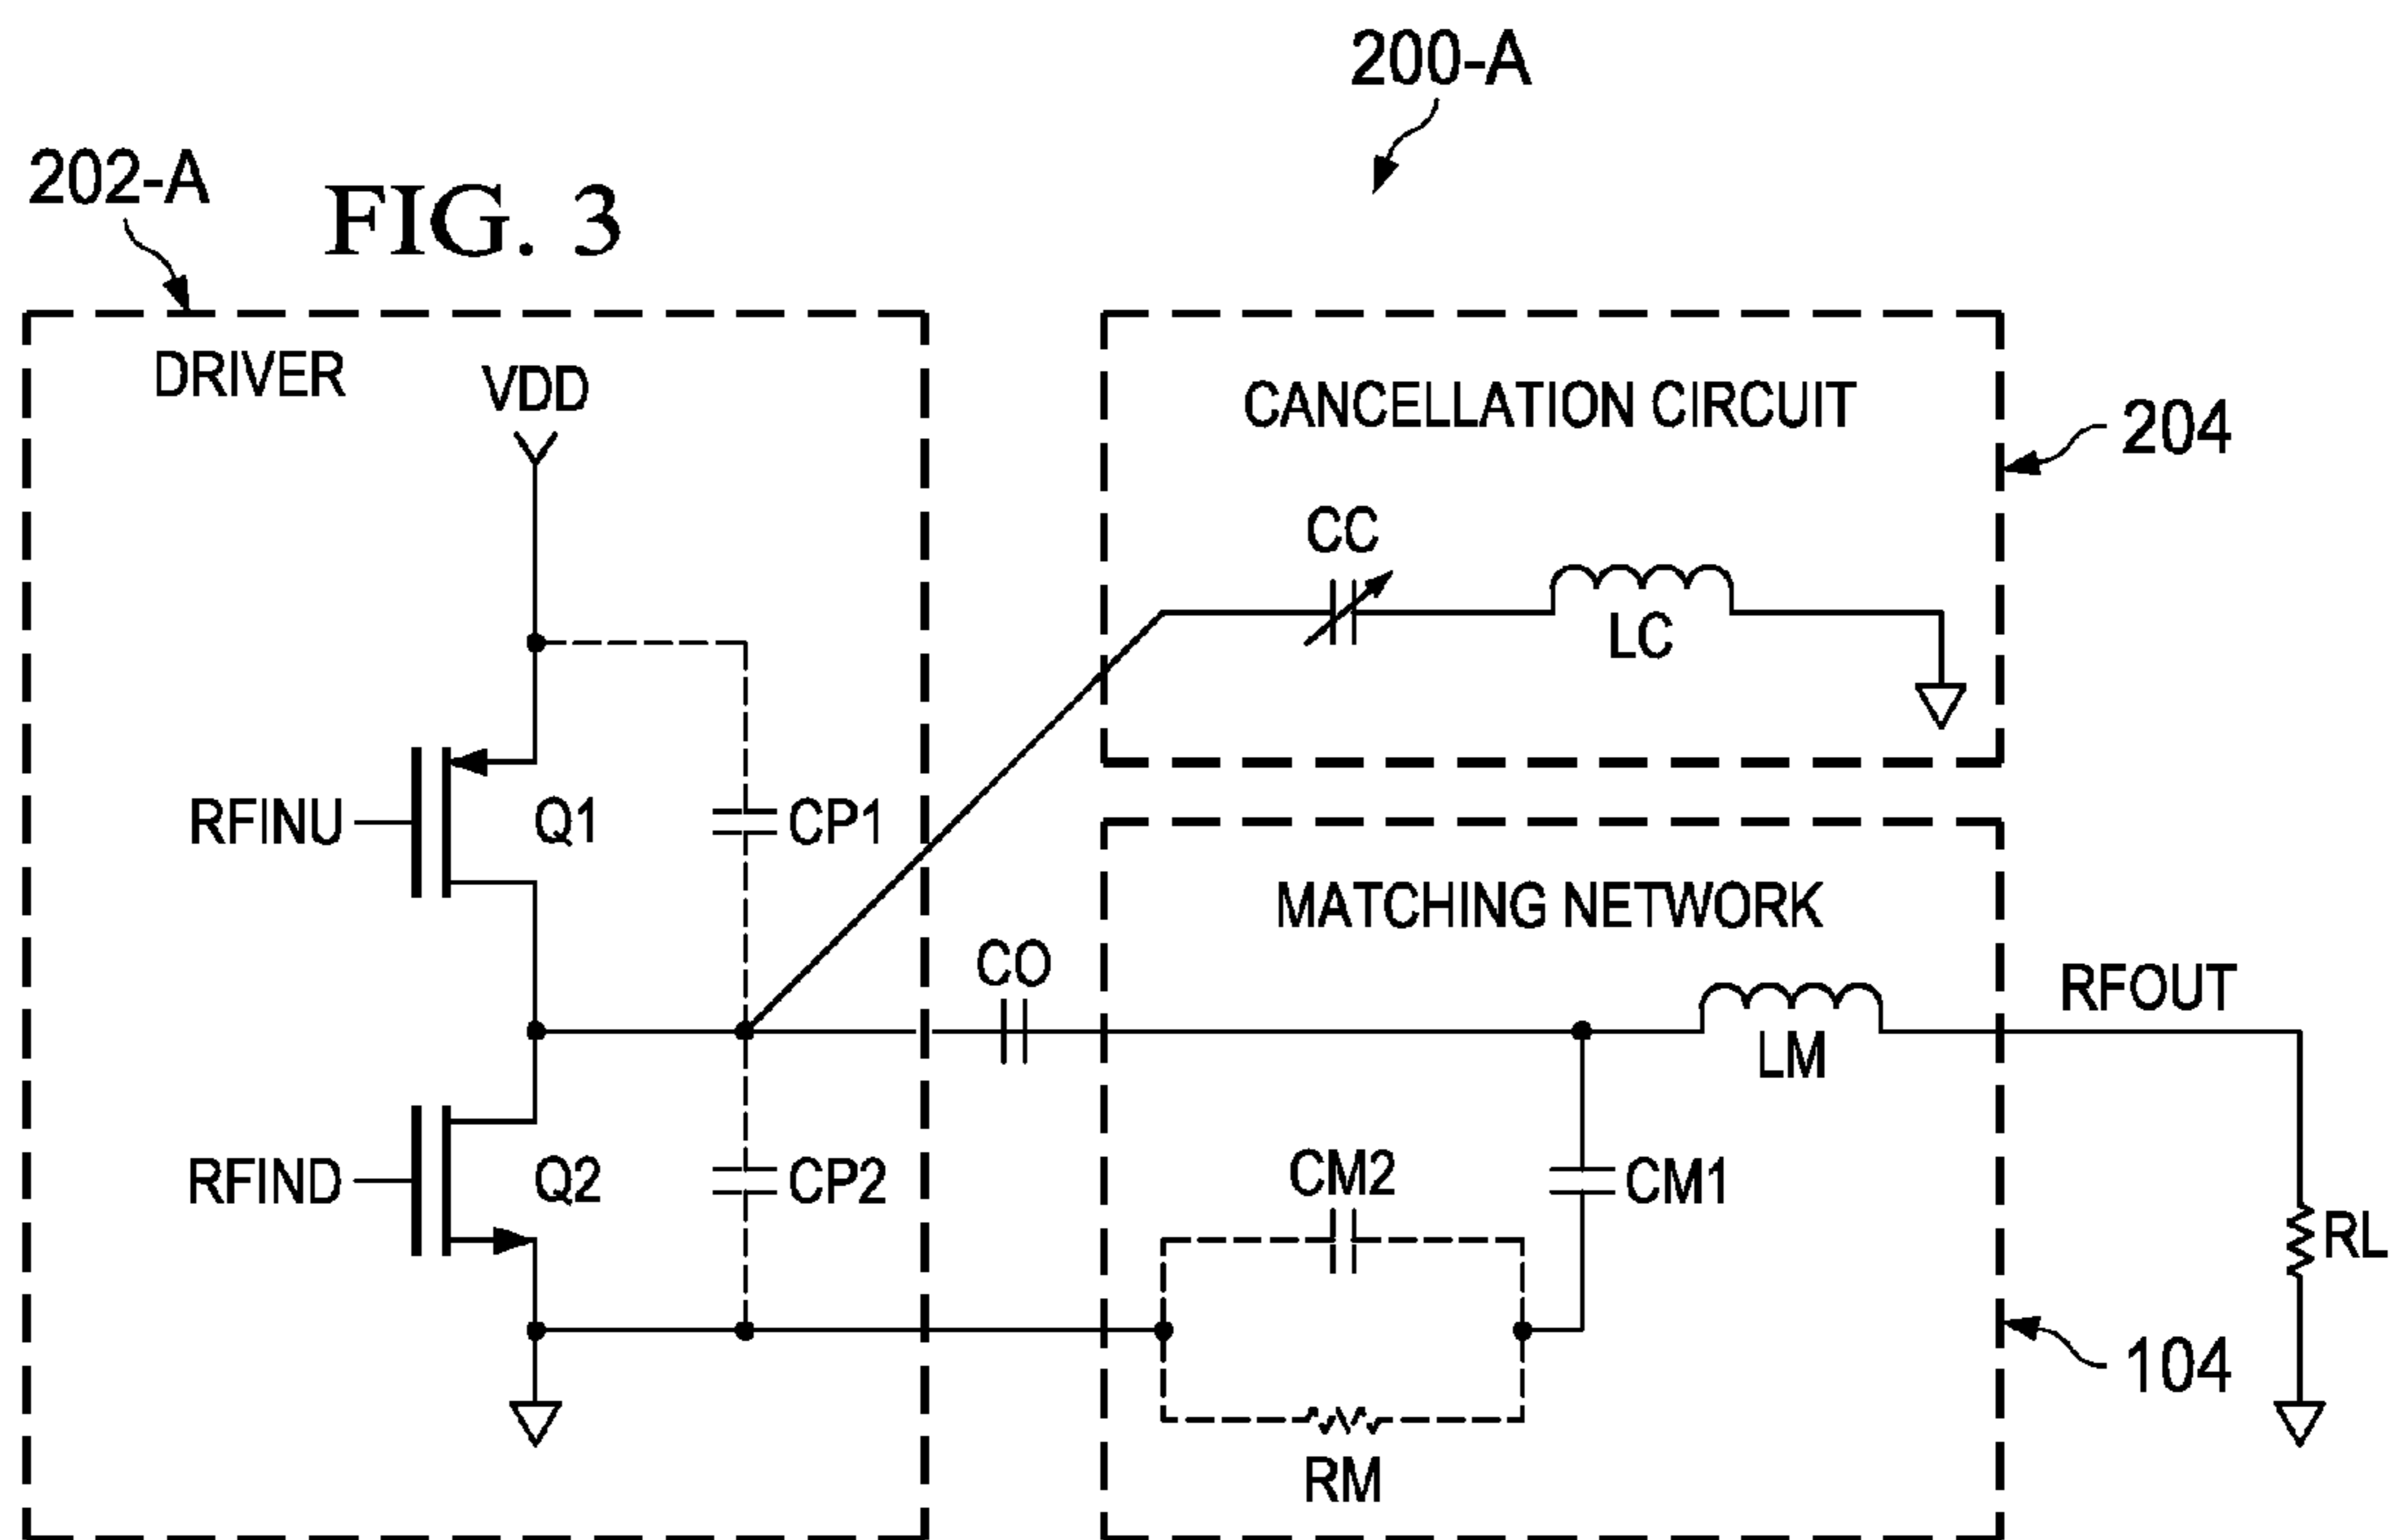 200-A
202-A
FIG. 3
DRIVER
VDD
CANCELLATION CIRCUIT
204
CC
LC
RFINU
Q1
CP1
MATCHING NETWORK
CO
RFOUT
LM
RFIND
Q2
CP2
CM2
CM1
RL
104
RM